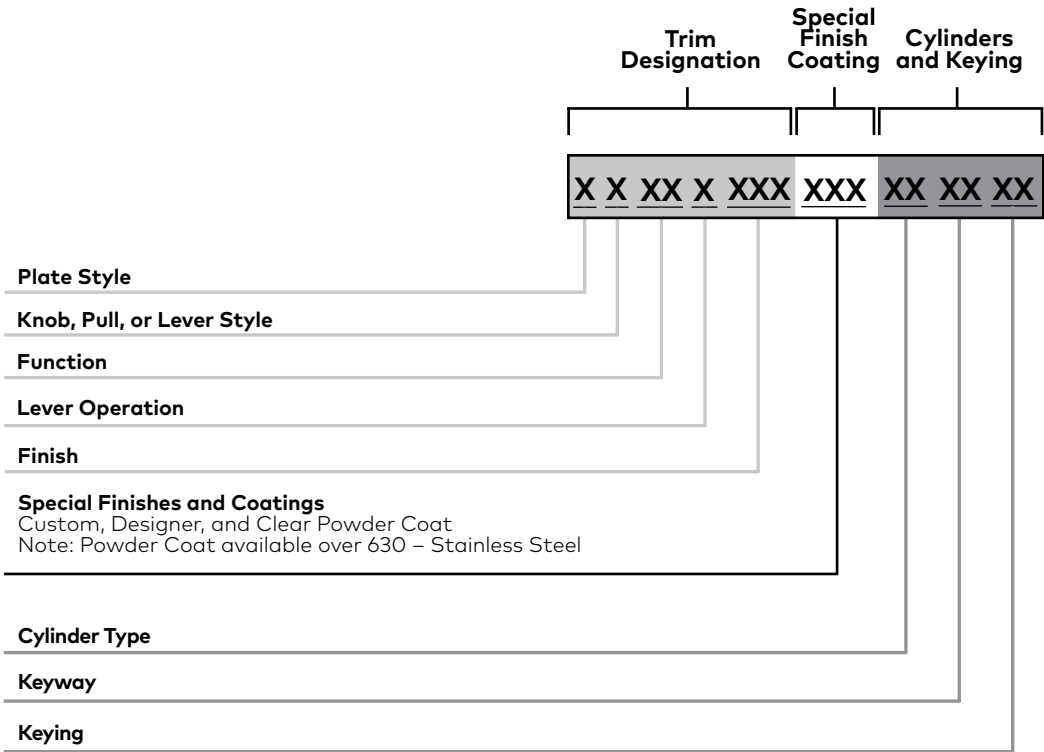 Trim
Designation
Special
Finish
Coating
Cylinders
and Keying
X X XX X XXX XXX XX XX XX
Plate Style
Knob, Pull, or Lever Style
Function
Lever Operation
Finish
Special Finishes and Coatings
Custom, Designer, and Clear Powder Coat
Note: Powder Coat available over 630 – Stainless Steel
Cylinder Type
Keyway
Keying